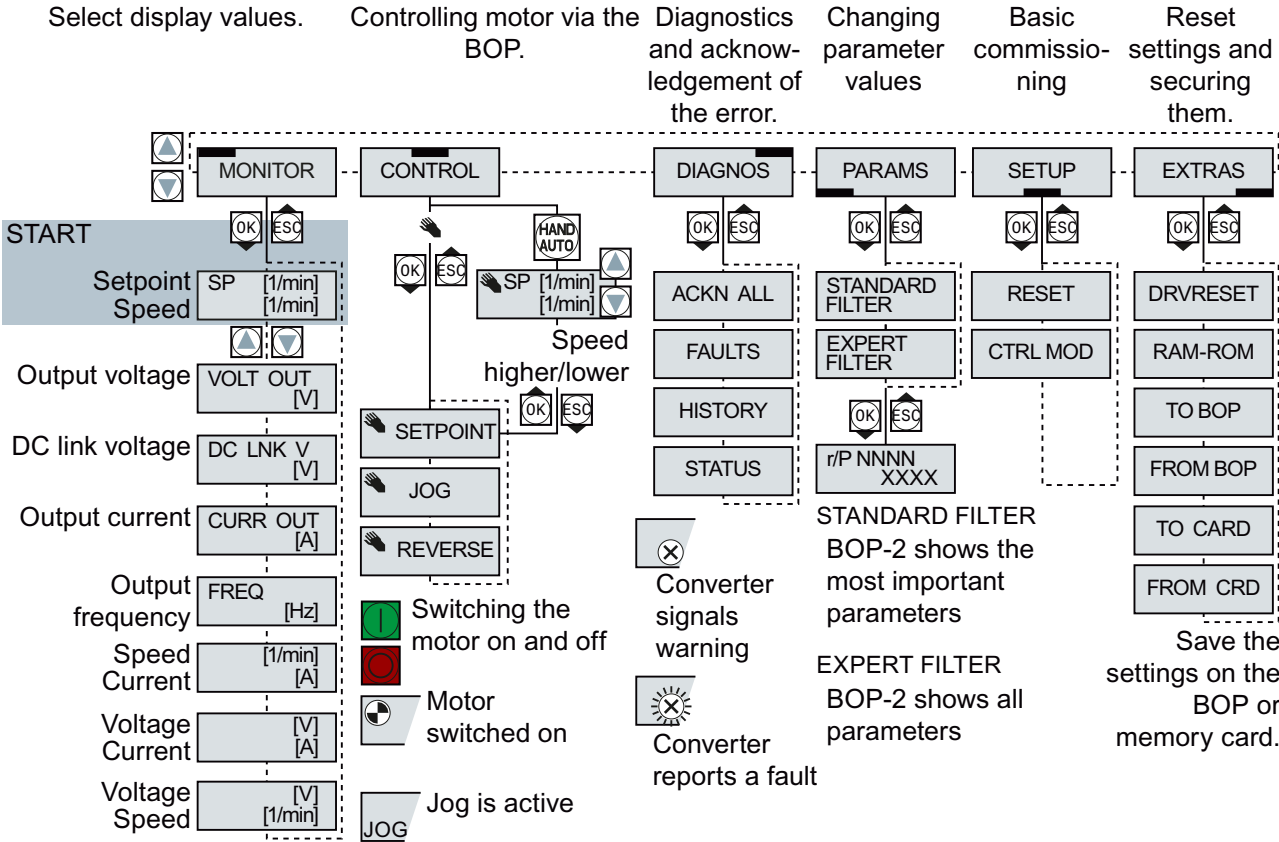 Select display values.
Controlling motor via the
BOP.
Diagnostics
and acknow-
ledgement of
the error.
Changing
parameter
values
Basic
commissio-
ning
Reset
settings and
securing
them.
MONITOR
CONTROL
DIAGNOS
PARAMS
SETUP
EXTRAS
START
OK ESC
Setpoint
Speed
SP [1/min]
[1/min]
Output voltage
VOLT OUT
[V]
DC link voltage
DC LNK V
[V]
Output current
CURR OUT
[A]
Output
frequency
FREQ
[Hz]
Speed
Current
[1/min]
[A]
Voltage
Current
[V]
[A]
Voltage
Speed
[V]
[1/min]
HAND
AUTO
OK ESC
SP [1/min]
[1/min]
Speed
higher/lower
OK ESC
SETPOINT
JOG
REVERSE
Switching the
motor on and off
Motor
switched on
JOG
Jog is active
OK ESC
ACKN ALL
FAULTS
HISTORY
STATUS
Converter
signals
warning
Converter
reports a fault
OK ESC
STANDARD
FILTER
EXPERT
FILTER
OK ESC
r/P NNNN
XXXX
STANDARD FILTER
BOP-2 shows the
most important
parameters
EXPERT FILTER
BOP-2 shows all
parameters
OK ESC
RESET
CTRL MOD
OK ESC
DRVRESET
RAM-ROM
TO BOP
FROM BOP
TO CARD
FROM CRD
Save the
settings on the
BOP or
memory card.